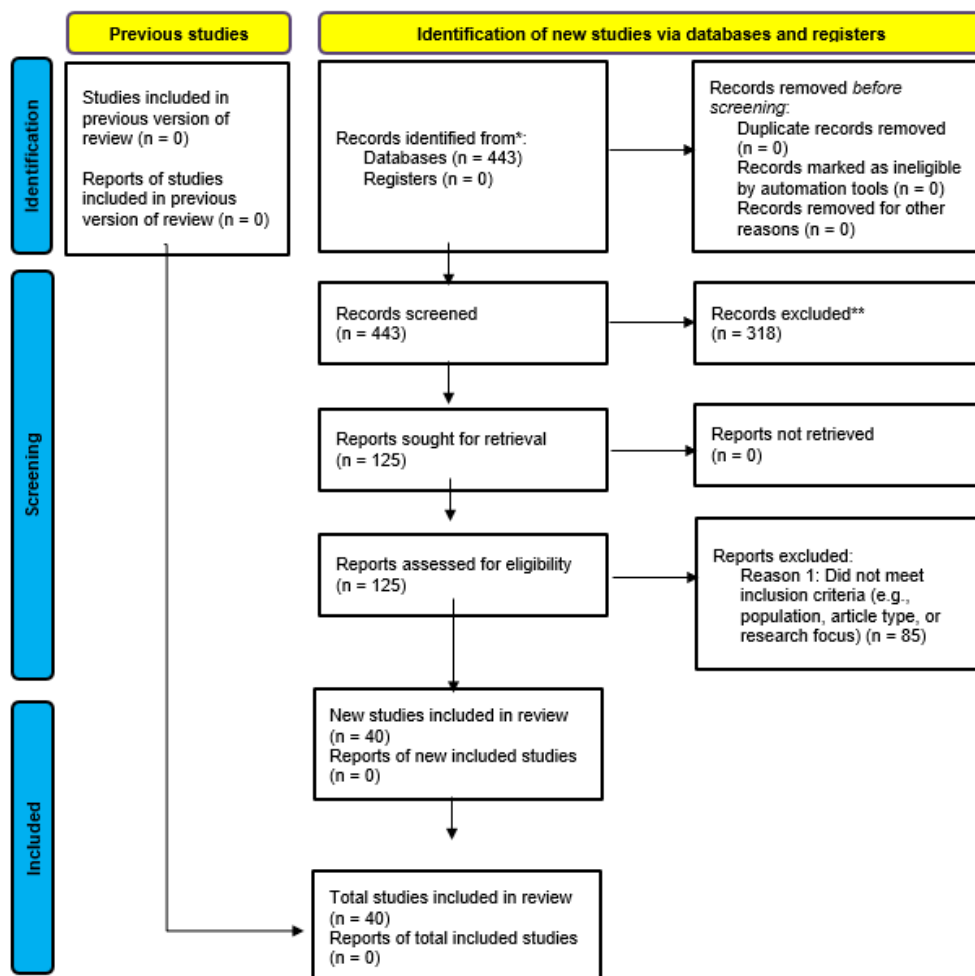 Previous studies
Identification of new studies via databases and registers
Identification
Studies included in
previous version of
review (n = 0)
Reports of studies
included in previous
version of review (n = 0)
Records identified from*:
Databases (n = 443)
Registers (n = 0)
Records removed before
screening:
Duplicate records removed
(n = 0)
Records marked as ineligible
by automation tools (n = 0)
Records removed for other
reasons (n = 0)
Screening
Records screened
(n = 443)
Records excluded**
(n = 318)
Reports sought for retrieval
(n = 125)
Reports not retrieved
(n = 0)
Reports assessed for eligibility
(n = 125)
Reports excluded:
Reason 1: Did not meet
inclusion criteria (e.g.,
population, article type, or
research focus) (n = 85)
Included
New studies included in review
(n = 40)
Reports of new included studies
(n = 0)
Total studies included in review
(n = 40)
Reports of total included studies
(n = 0)